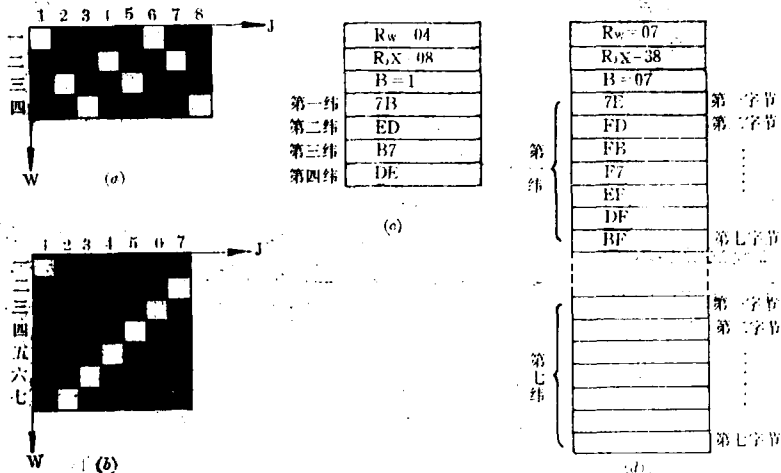 1 2 3 4 5 6 7 8
J
一
二
三
四
W
(a)
1 2 3 4 5 6 7
J
一
二
三
四
五
六
七
W
(b)
Rw 04
RJX 08
B=1
第一纬 7B
第二纬 ED
第三纬 B7
第四纬 DE
(c)
Rw=07
RJX-38
B=07
第一纬
7E 第一字节
FD 第二字节
FB
F7
EF
DF
BF 第七字节
第七纬
第一字节
第二字节
第七字节
(d)